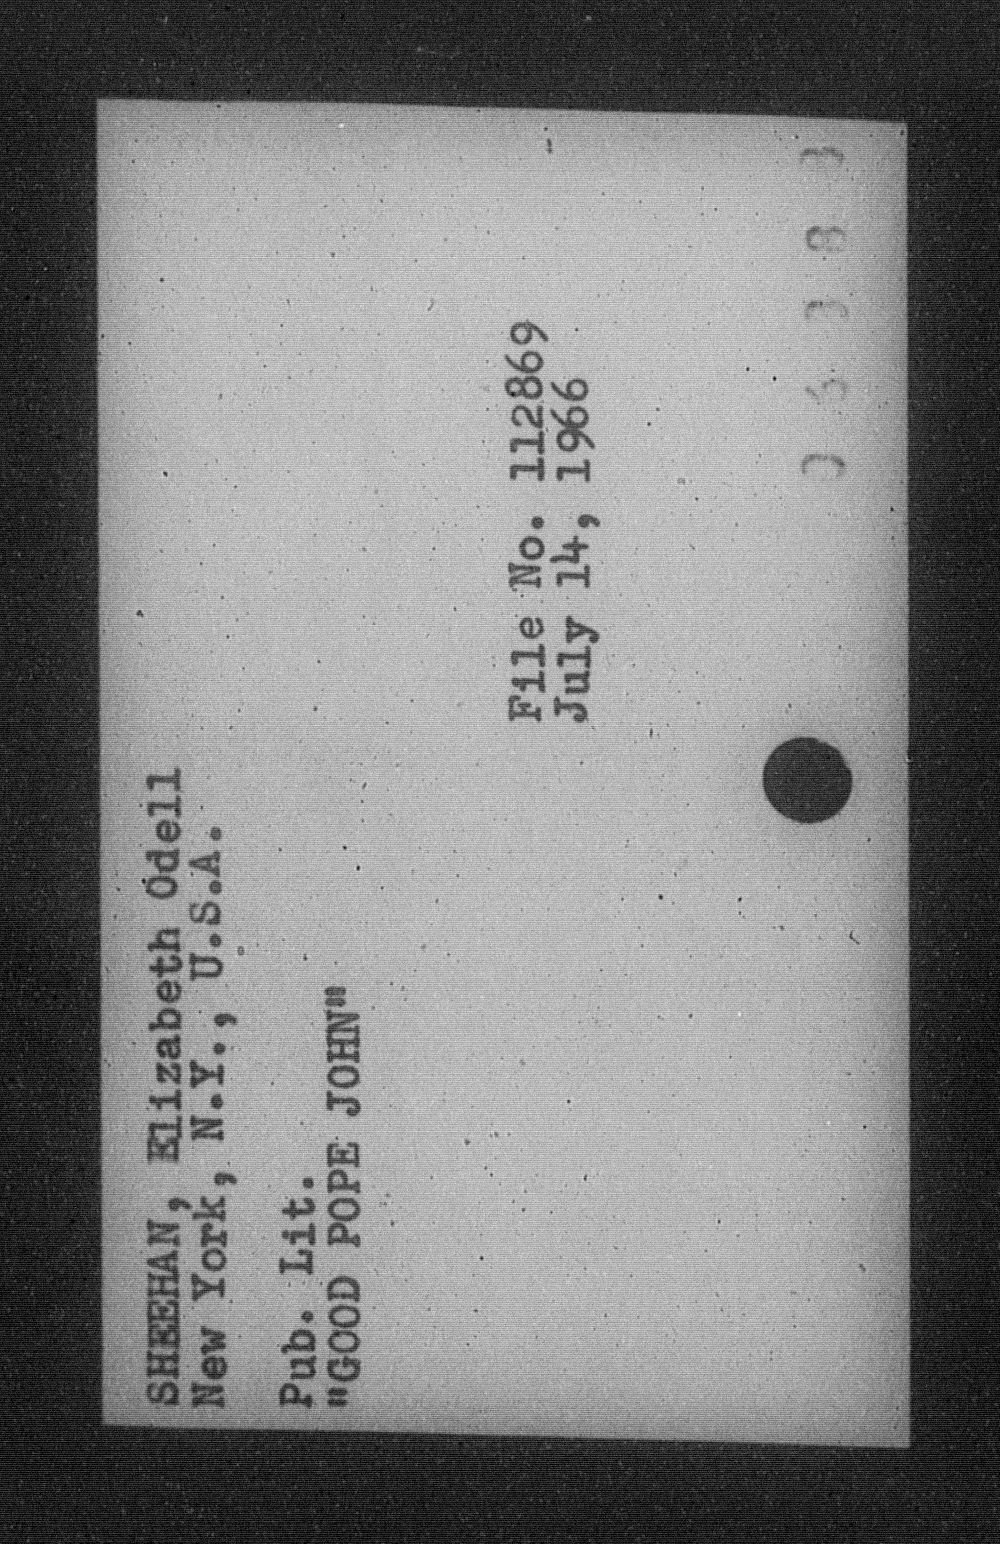 SHEEHAN, Elizabeth Odell
New York, N.Y., U.S.A.
Pub. Lit.
"GOOD POPE JOHN"
File No. 112869
July 14, 1966